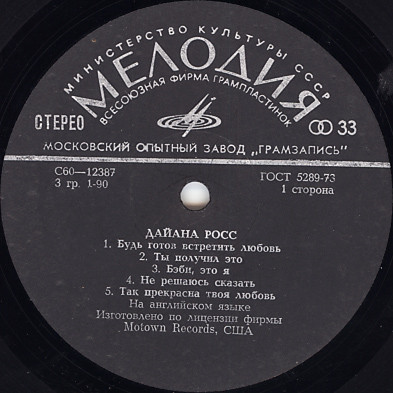 МИНИСТЕРСТВО КУЛЬТУРЫ СССР
МЕЛОДИЯ
ВСЕСОЮЗНАЯ ФИРМА ГРАМПЛАСТИНОК
СТЕРЕО
33
МОСКОВСКИЙ ОПЫТНЫЙ ЗАВОД „ГРАМЗАПИСЬ"
С60—12387
3 гр. 1-90
ГОСТ 5289-73
1 сторона
ДАЙАНА РОСС
1. Будь готов встретить любовь
2. Ты получил это
3. Бэби, это я
4. Не решаюсь сказать
5. Так прекрасна твоя любовь
На английском языке
Изготовлено по лицензии фирмы
Motown Records, США